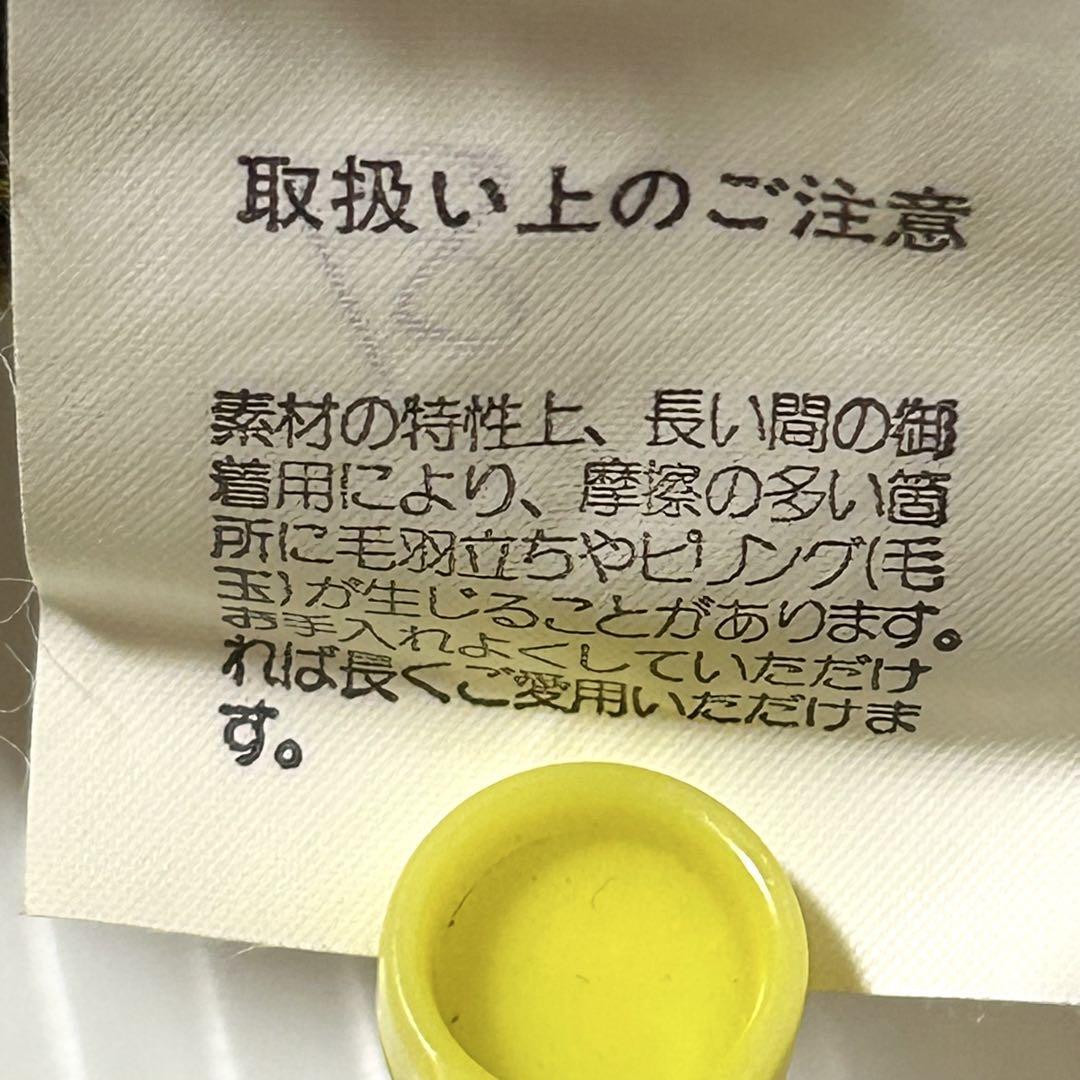 取扱い上のご注意
素材の特性上、長い間の御
着用により、摩擦の多い箇
所に毛羽立ちやピリング(毛
玉)が生じることがあります。
お手入れよくしていただけ
れば長くご愛用いただけま
す。